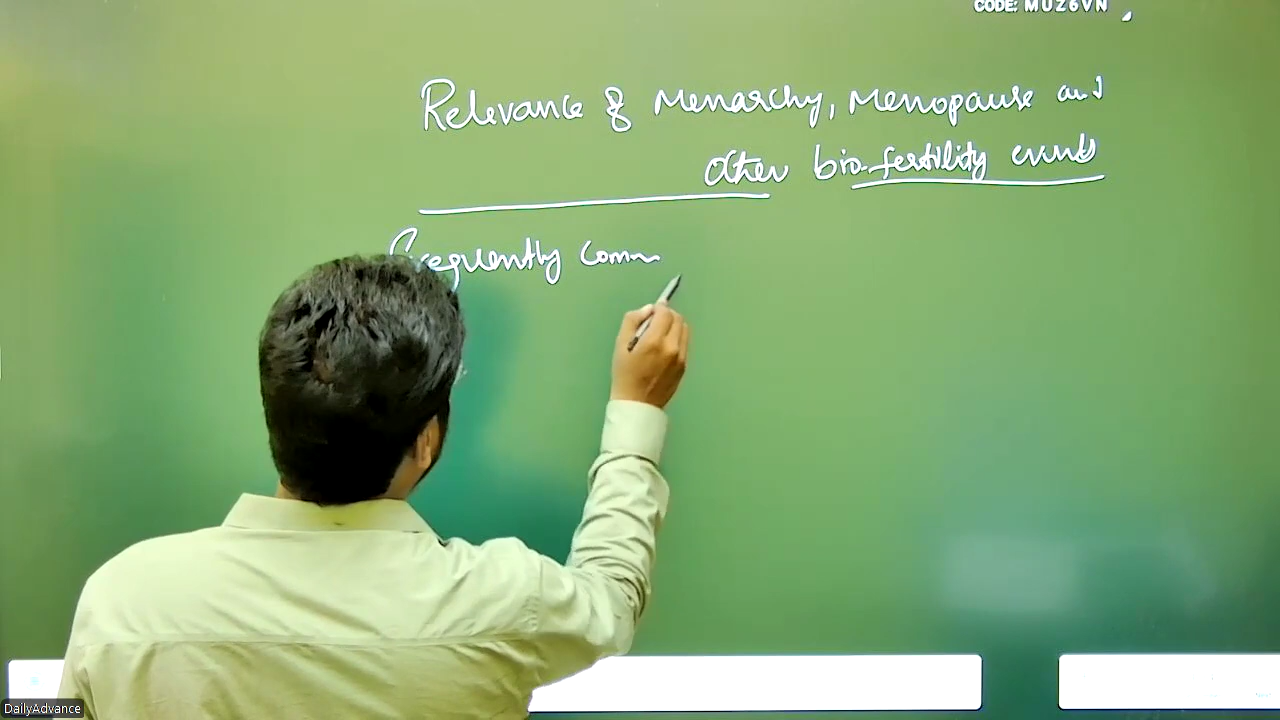 CODE: MUZ6VN
Relevance of Menarchy, Menopause and
other bio-fertility events
frequently comm
DailyAdvance